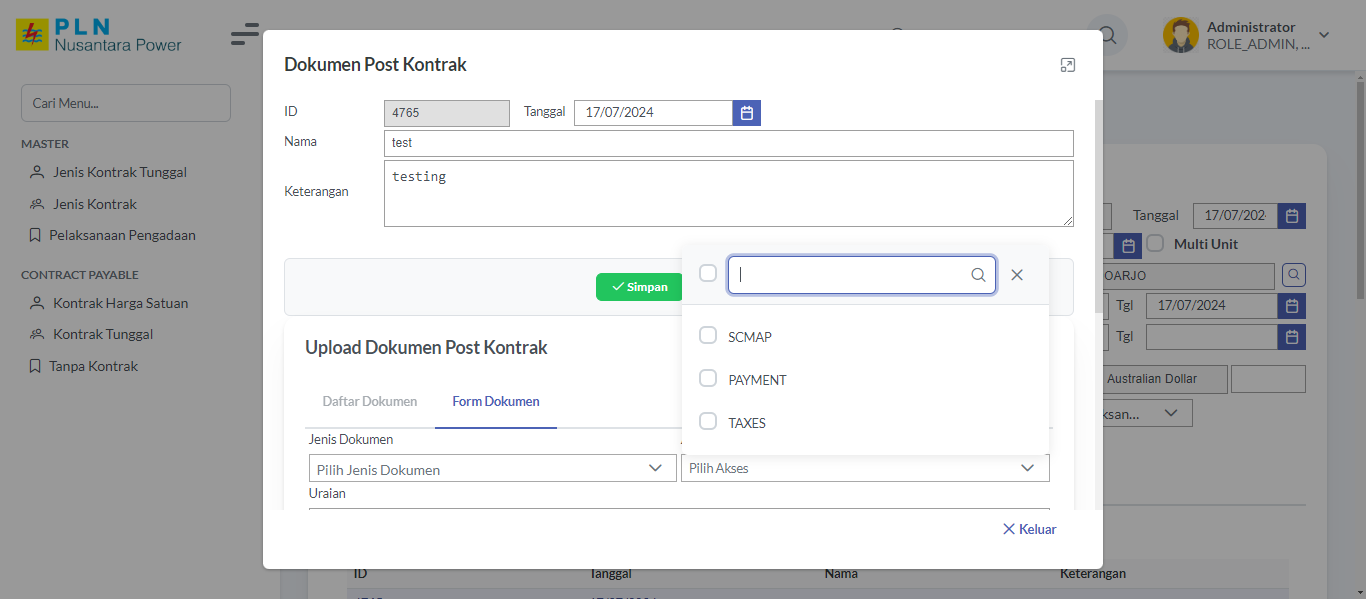 PLN
Nusantara Power
Administrator
ROLE_ADMIN, ...
Cari Menu...
MASTER
Jenis Kontrak Tunggal
Jenis Kontrak
Pelaksanaan Pengadaan
CONTRACT PAYABLE
Kontrak Harga Satuan
Kontrak Tunggal
Tanpa Kontrak
Dokumen Post Kontrak
ID 4765 Tanggal 17/07/2024
Nama test
Keterangan testing
Simpan
Upload Dokumen Post Kontrak
Daftar Dokumen Form Dokumen
Jenis Dokumen
Pilih Jenis Dokumen Pilih Akses
Uraian
SCMAP
PAYMENT
TAXES
Keluar
Tanggal 17/07/202
Multi Unit
OARJO
Tgl 17/07/2024
Tgl
Australian Dollar
ksan...
ID Tanggal Nama Keterangan